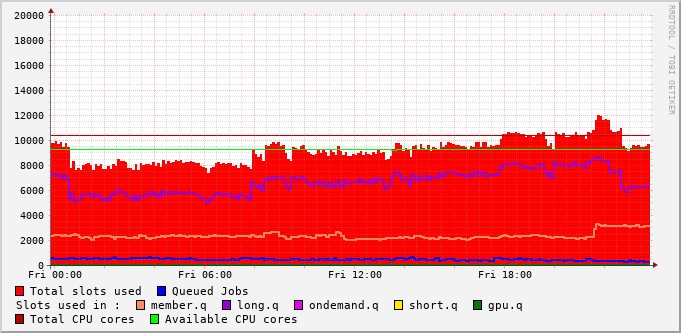 20000
18000
16000
14000
12000
10000
8000
6000
4000
2000
0
Fri 00:00 Fri 06:00 Fri 12:00 Fri 18:00
Total slots used Queued Jobs
Slots used in : member.q long.q ondemand.q short.q gpu.q
Total CPU cores Available CPU cores
RRDTOOL / TOBI OETIKER